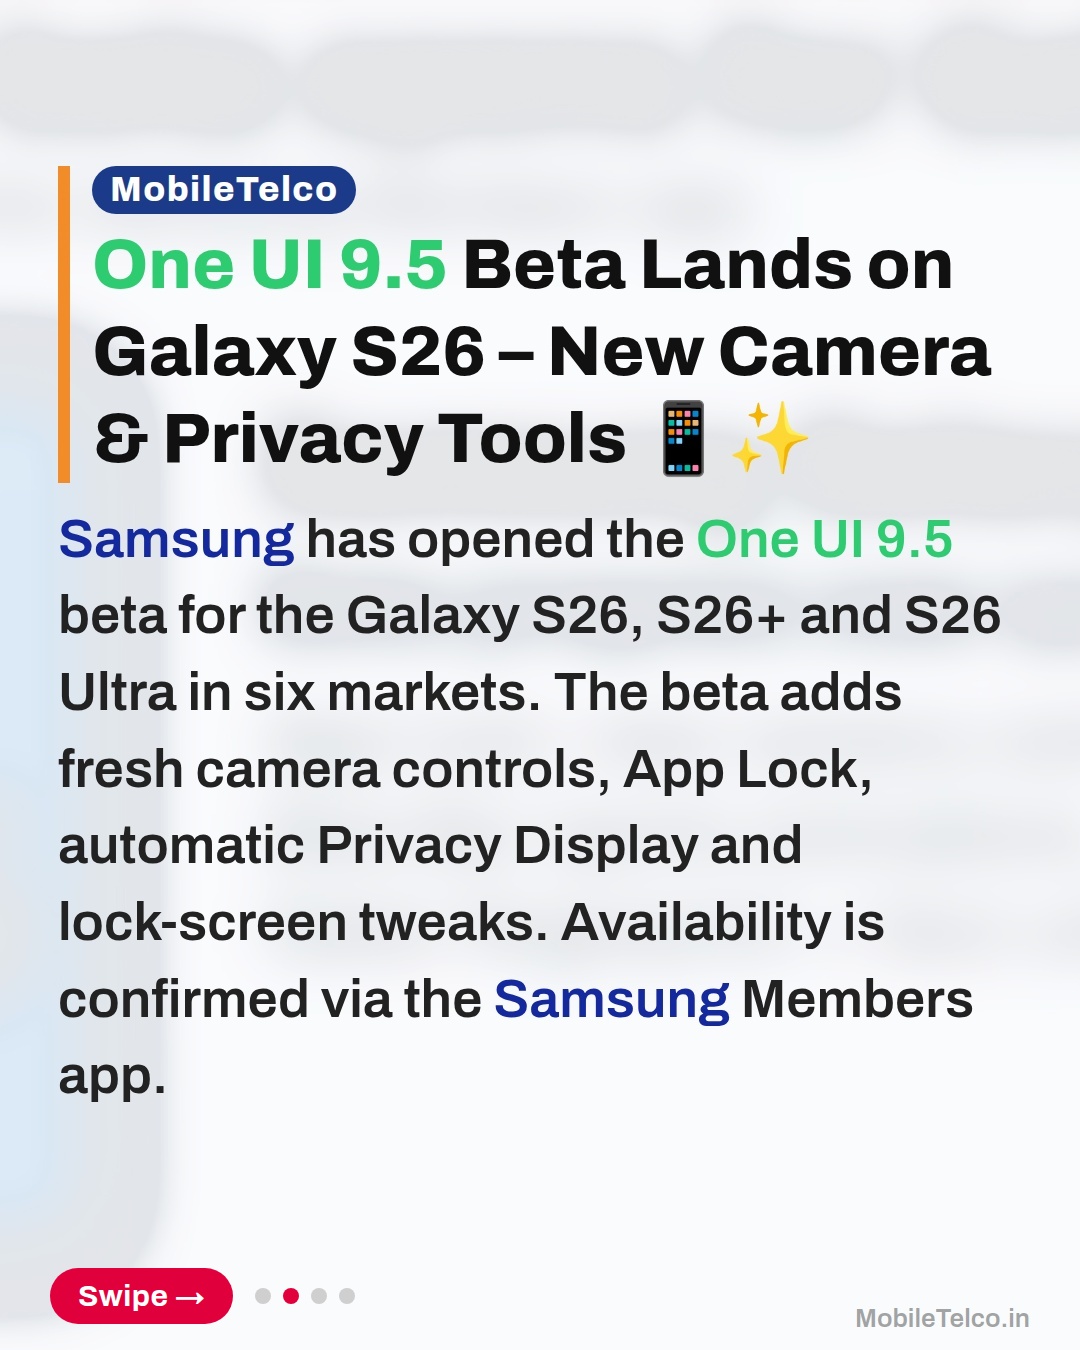 MobileTelco
One UI 9.5 Beta Lands on
Galaxy S26 – New Camera
& Privacy Tools 📱✨
Samsung has opened the One UI 9.5
beta for the Galaxy S26, S26+ and S26
Ultra in six markets. The beta adds
fresh camera controls, App Lock,
automatic Privacy Display and
lock-screen tweaks. Availability is
confirmed via the Samsung Members
app.
Swipe →
MobileTelco.in